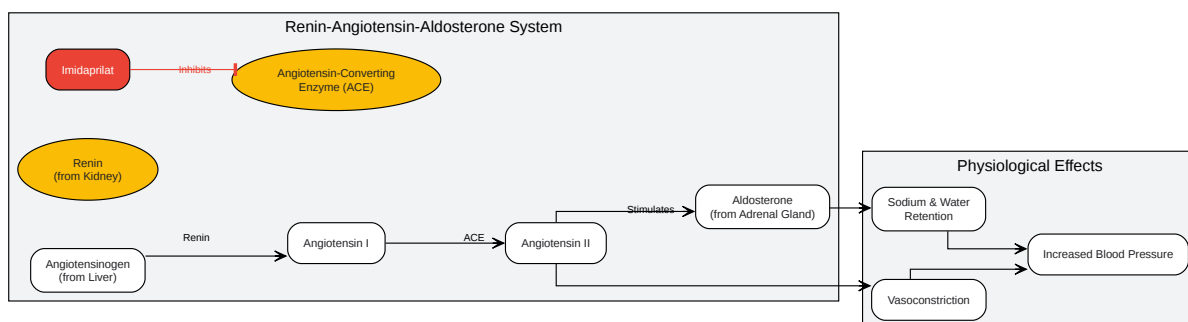 Renin-Angiotensin-Aldosterone System
Imidaprilat
Inhibits
Angiotensin-Converting
Enzyme (ACE)
Renin
(from Kidney)
Angiotensinogen
(from Liver)
Renin
Angiotensin I
ACE
Angiotensin II
Stimulates
Aldosterone
(from Adrenal Gland)
Physiological Effects
Sodium & Water
Retention
Increased Blood Pressure
Vasoconstriction